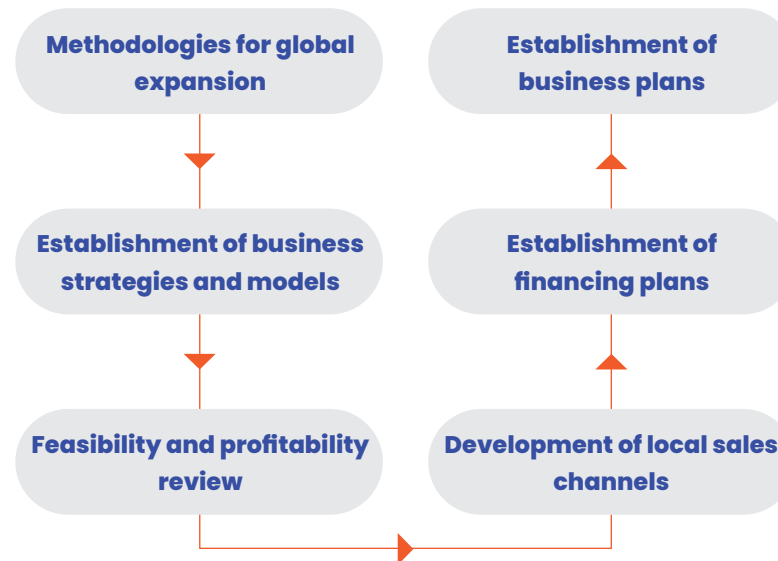 Methodologies for global
expansion
Establishment of business
strategies and models
Feasibility and profitability
review
Development of local sales
channels
Establishment of
financing plans
Establishment of
business plans